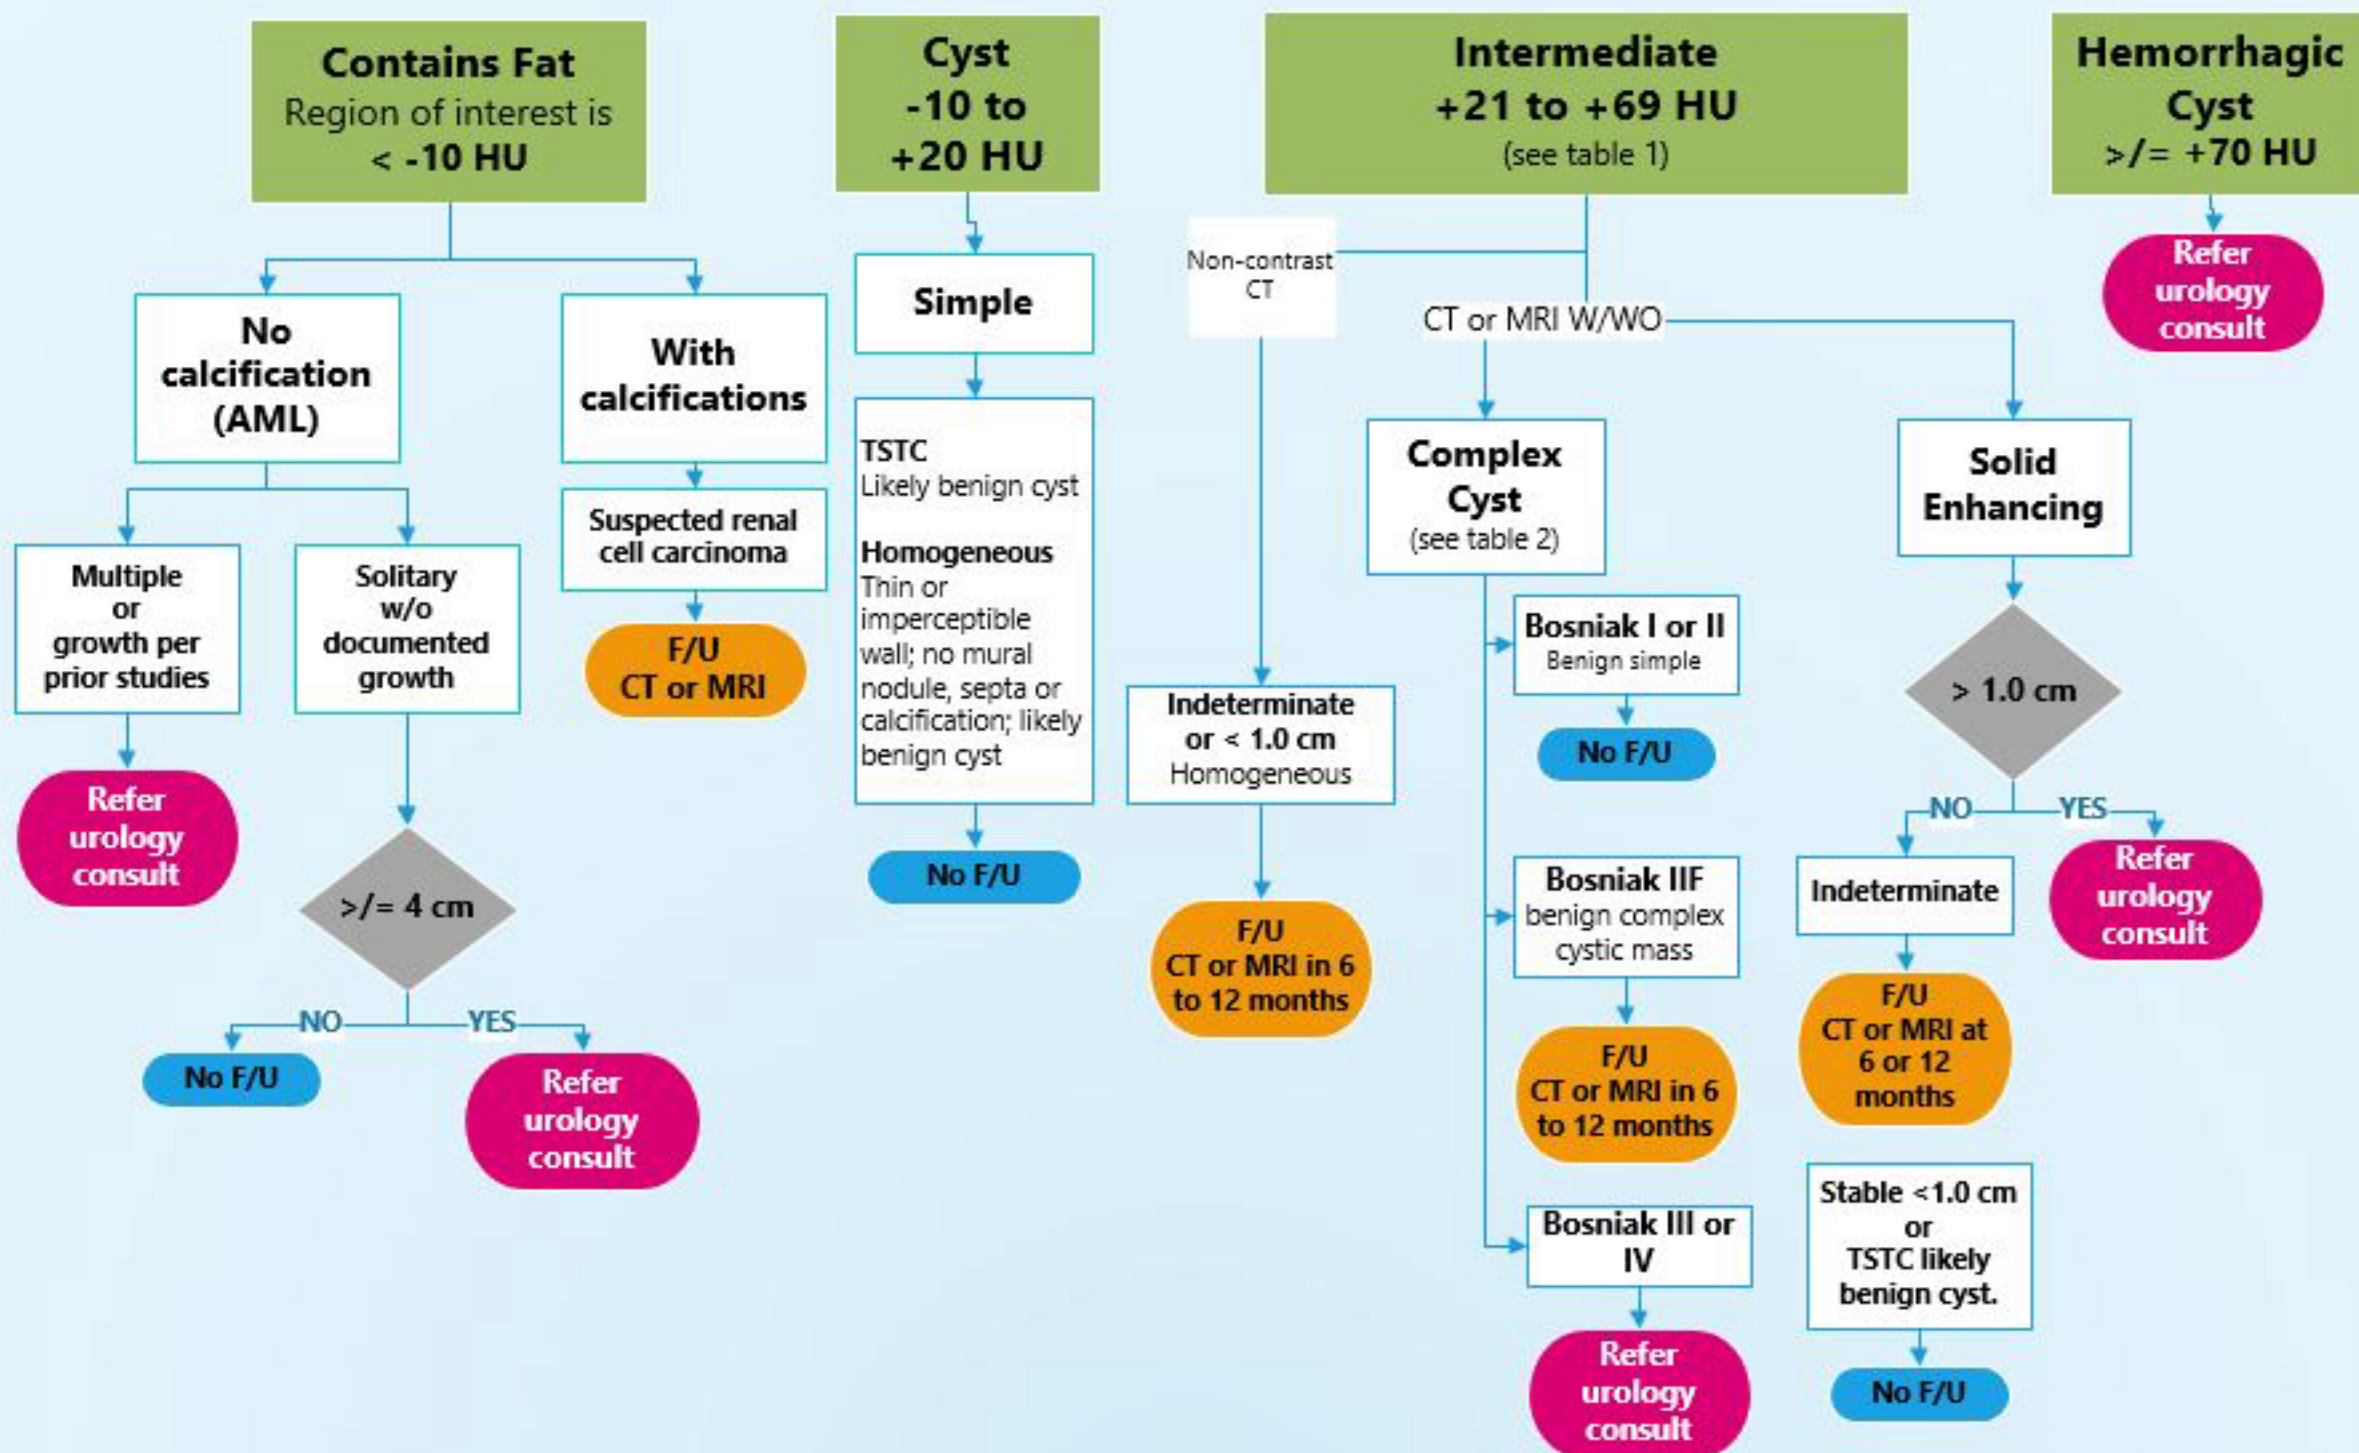 Contains Fat
Region of interest is
< -10 HU
No
calcification
(AML)
Multiple
or
growth per
prior studies
Refer
urology
consult
Solitary
w/o
documented
growth
>/= 4 cm
NO
YES
No F/U
Refer
urology
consult
With
calcifications
Suspected renal
cell carcinoma
F/U
CT or MRI
Cyst
-10 to
+20 HU
Simple
TSTC
Likely benign cyst
Homogeneous
Thin or
imperceptible
wall; no mural
nodule, septa or
calcification; likely
benign cyst
No F/U
Intermediate
+21 to +69 HU
(see table 1)
Non-contrast
CT
Indeterminate
or < 1.0 cm
Homogeneous
F/U
CT or MRI in 6
to 12 months
CT or MRI W/WO
Complex
Cyst
(see table 2)
Bosniak I or II
Benign simple
No F/U
Bosniak IIF
benign complex
cystic mass
F/U
CT or MRI in 6
to 12 months
Bosniak III or
IV
Refer
urology
consult
Solid
Enhancing
> 1.0 cm
NO
YES
Indeterminate
F/U
CT or MRI at
6 or 12
months
Refer
urology
consult
Stable <1.0 cm
or
TSTC likely
benign cyst.
No F/U
Hemorrhagic
Cyst
>/= +70 HU
Refer
urology
consult